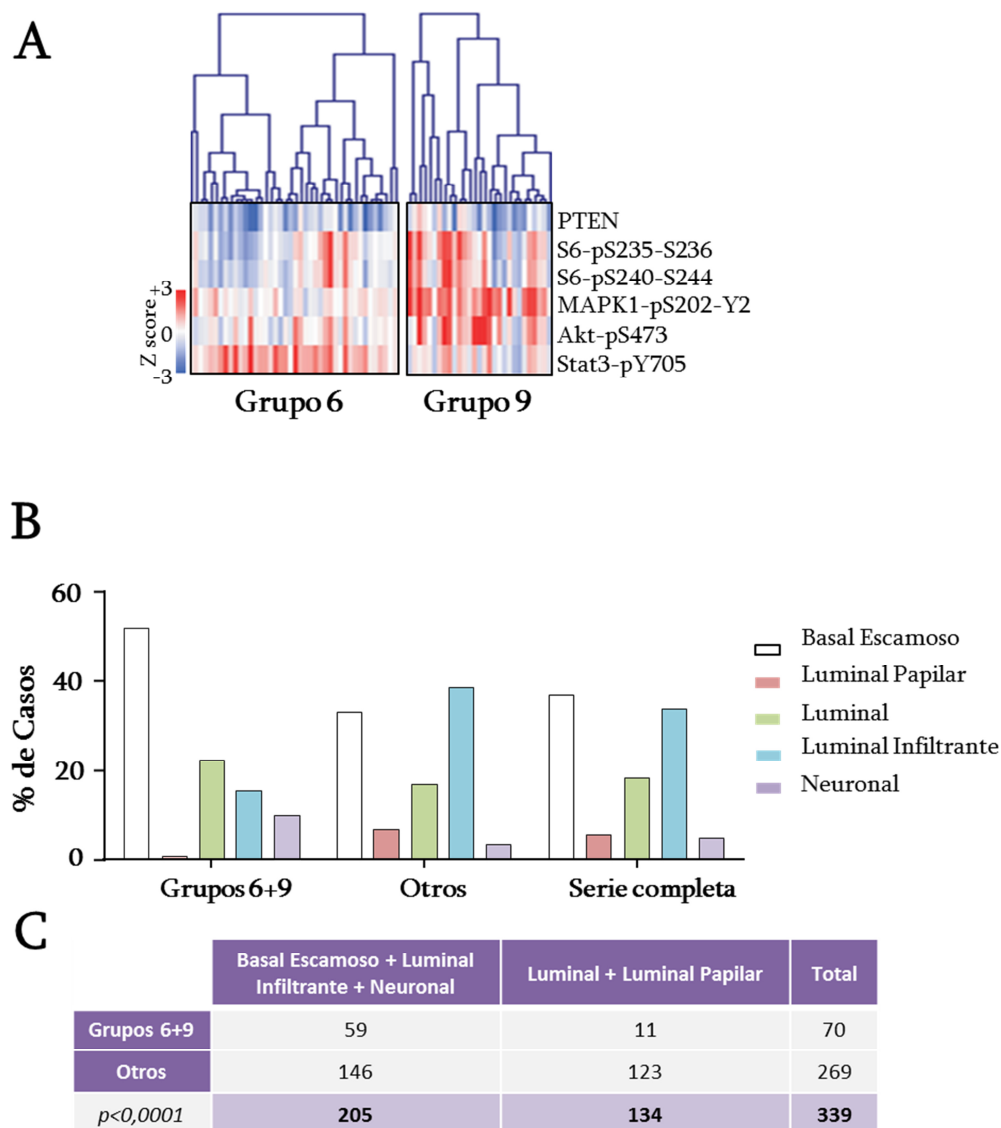 A
PTEN
S6-pS235-S236
S6-pS240-S244
MAPK1-pS202-Y2
Akt-pS473
Stat3-pY705
Z score
+3
0
-3
Grupo 6
Grupo 9
B
% de Casos
60
40
20
0
Grupos 6+9
Otros
Serie completa
Basal Escamoso
Luminal Papilar
Luminal
Luminal Infiltrante
Neuronal
C
Basal Escamoso + Luminal
Infiltrante + Neuronal
Luminal + Luminal Papilar
Total
Grupos 6+9
59
11
70
Otros
146
123
269
p<0,0001
205
134
339